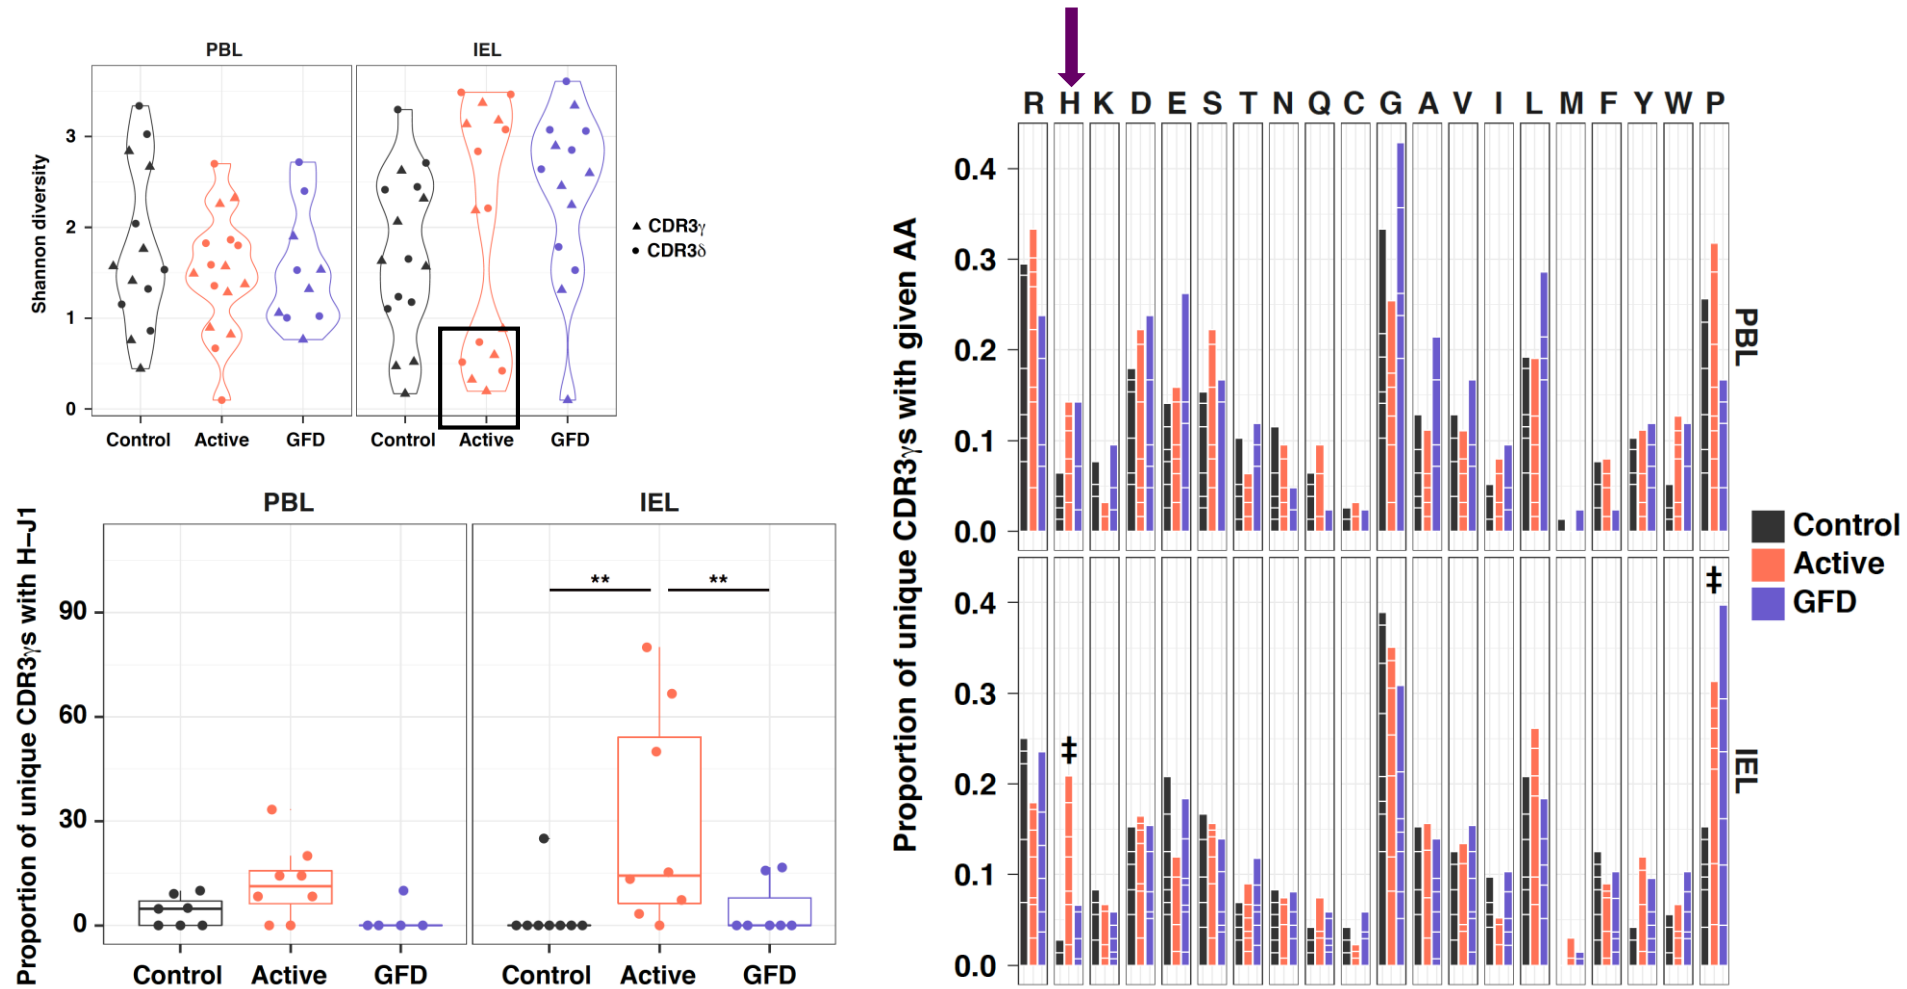 PBL IEL
Shannon diversity
3
2
1
0
Control Active GFD Control Active GFD
▲ CDR3γ
● CDR3δ
PBL IEL
Proportion of unique CDR3γs with H–J1
90
60
30
0
** **
Control Active GFD Control Active GFD
R H K D E S T N Q C G A V I L M F Y W P
Proportion of unique CDR3γs with given AA
0.4
0.3
0.2
0.1
0.0
PBL
0.4
0.3
0.2
0.1
0.0
‡ ‡
IEL
Control
Active
GFD